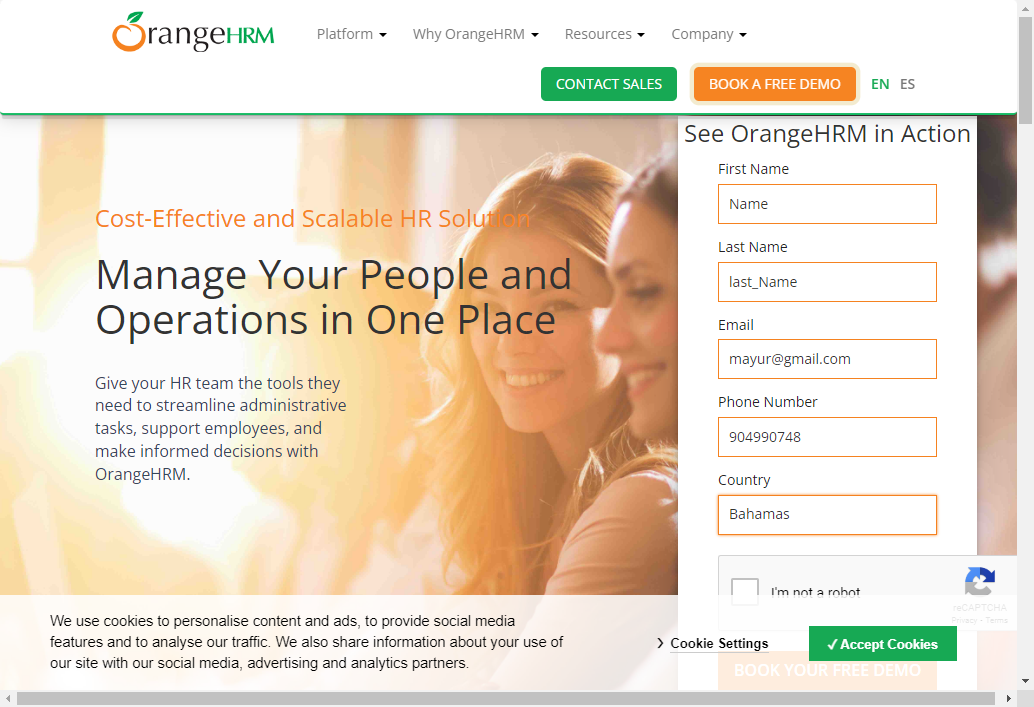 OrangeHRM
Platform
Why OrangeHRM
Resources
Company
CONTACT SALES
BOOK A FREE DEMO
EN
ES
Cost-Effective and Scalable HR Solution
Manage Your People and
Operations in One Place
Give your HR team the tools they
need to streamline administrative
tasks, support employees, and
make informed decisions with
OrangeHRM.
See OrangeHRM in Action
First Name
Name
Last Name
last_Name
Email
mayur@gmail.com
Phone Number
904990748
Country
Bahamas
I'm not a robot
reCAPTCHA
Privacy - Terms
We use cookies to personalise content and ads, to provide social media
features and to analyse our traffic. We also share information about your use of
our site with our social media, advertising and analytics partners.
Cookie Settings
✓ Accept Cookies
BOOK YOUR FREE DEMO